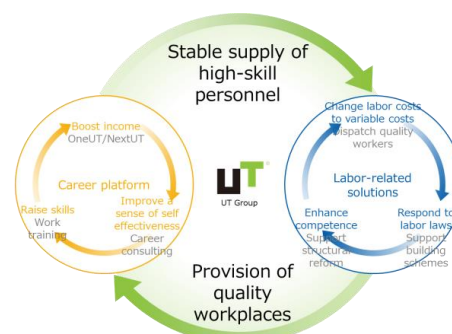 Stable supply of
high-skill
personnel
Boost income
OneUT/NextUT
Career platform
Raise skills
Work
training
Improve a
sense of self
effectiveness
Career
consulting
UT
UT Group
Change labor costs
to variable costs
Dispatch quality
workers
Labor-related
solutions
Enhance
competence
Support
structural
reform
Respond to
labor laws
Support
building
schemes
Provision of
quality
workplaces